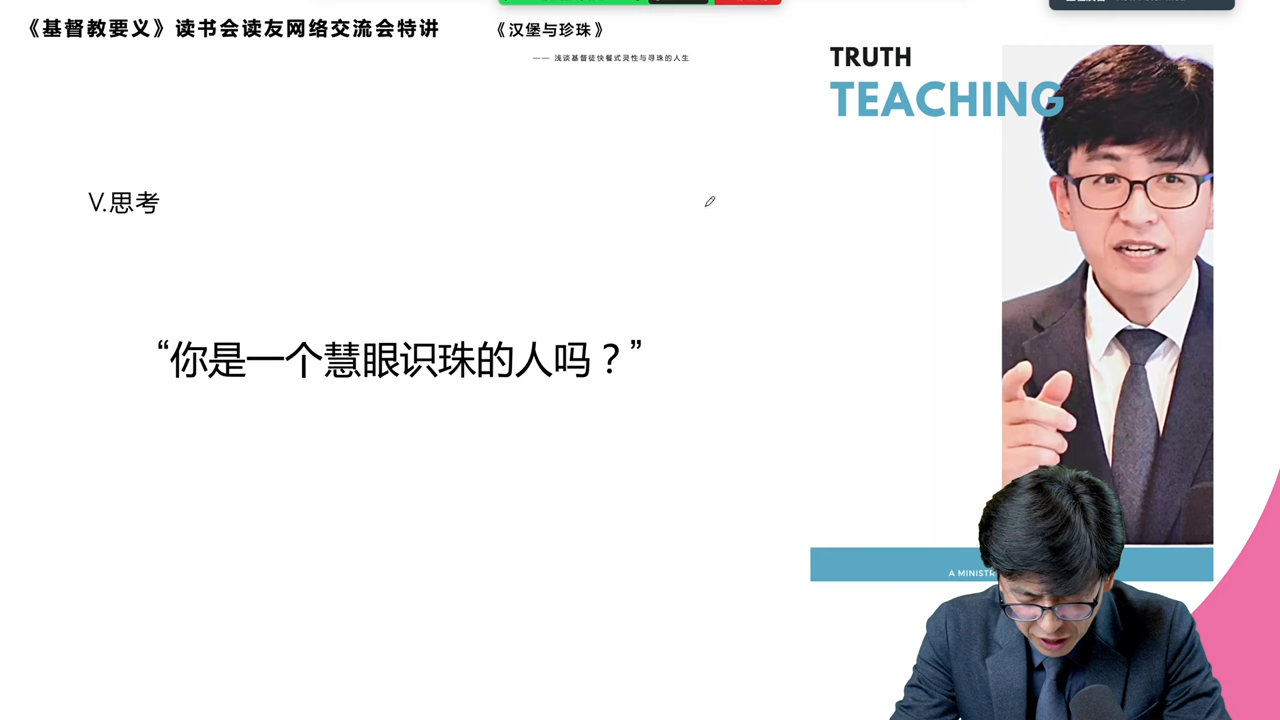 《基督教要义》读书会读友网络交流会特讲
《汉堡与珍珠》
—— 浅谈基督徒快餐式灵性与寻珠的人生
TRUTH
TEACHING
V.思考
“你是一个慧眼识珠的人吗？”
A MINISTR